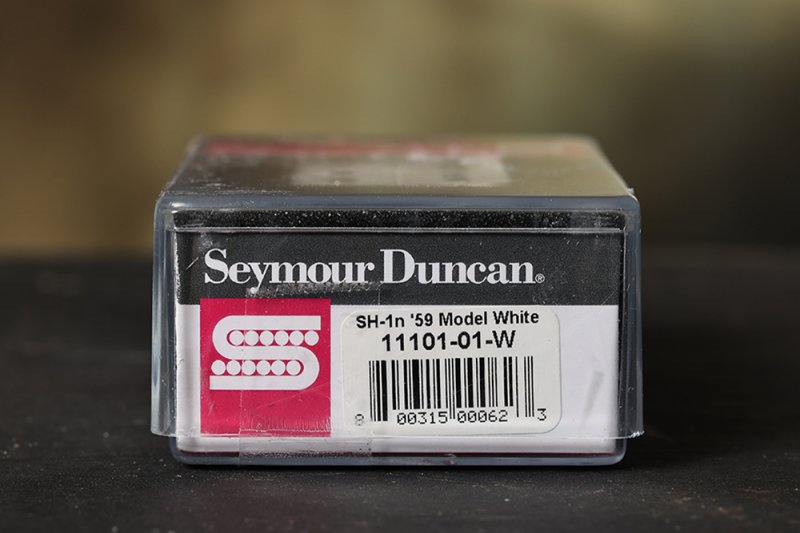 Seymour Duncan®
SH-1n '59 Model White
11101-01-W
8 00315 00062 3